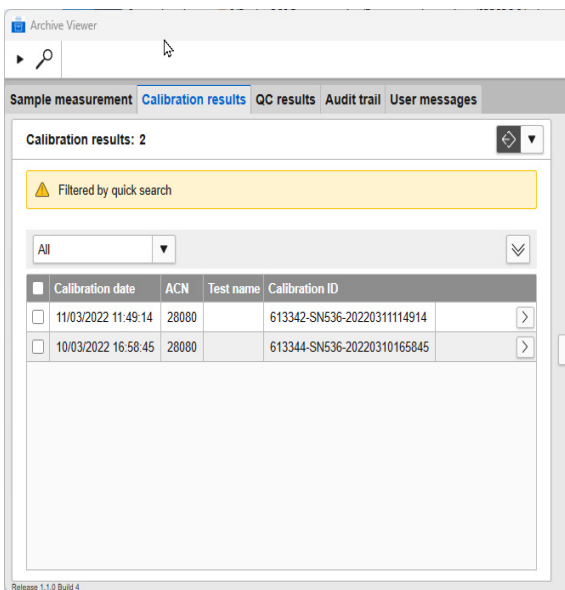 Archive Viewer
Sample measurement Calibration results QC results Audit trail User messages
Calibration results: 2
Filtered by quick search
All
Calibration date ACN Test name Calibration ID
11/03/2022 11:49:14 28080 613342-SN536-20220311114914
10/03/2022 16:58:45 28080 613344-SN536-20220310165845
Release 1.1.0 Build 4